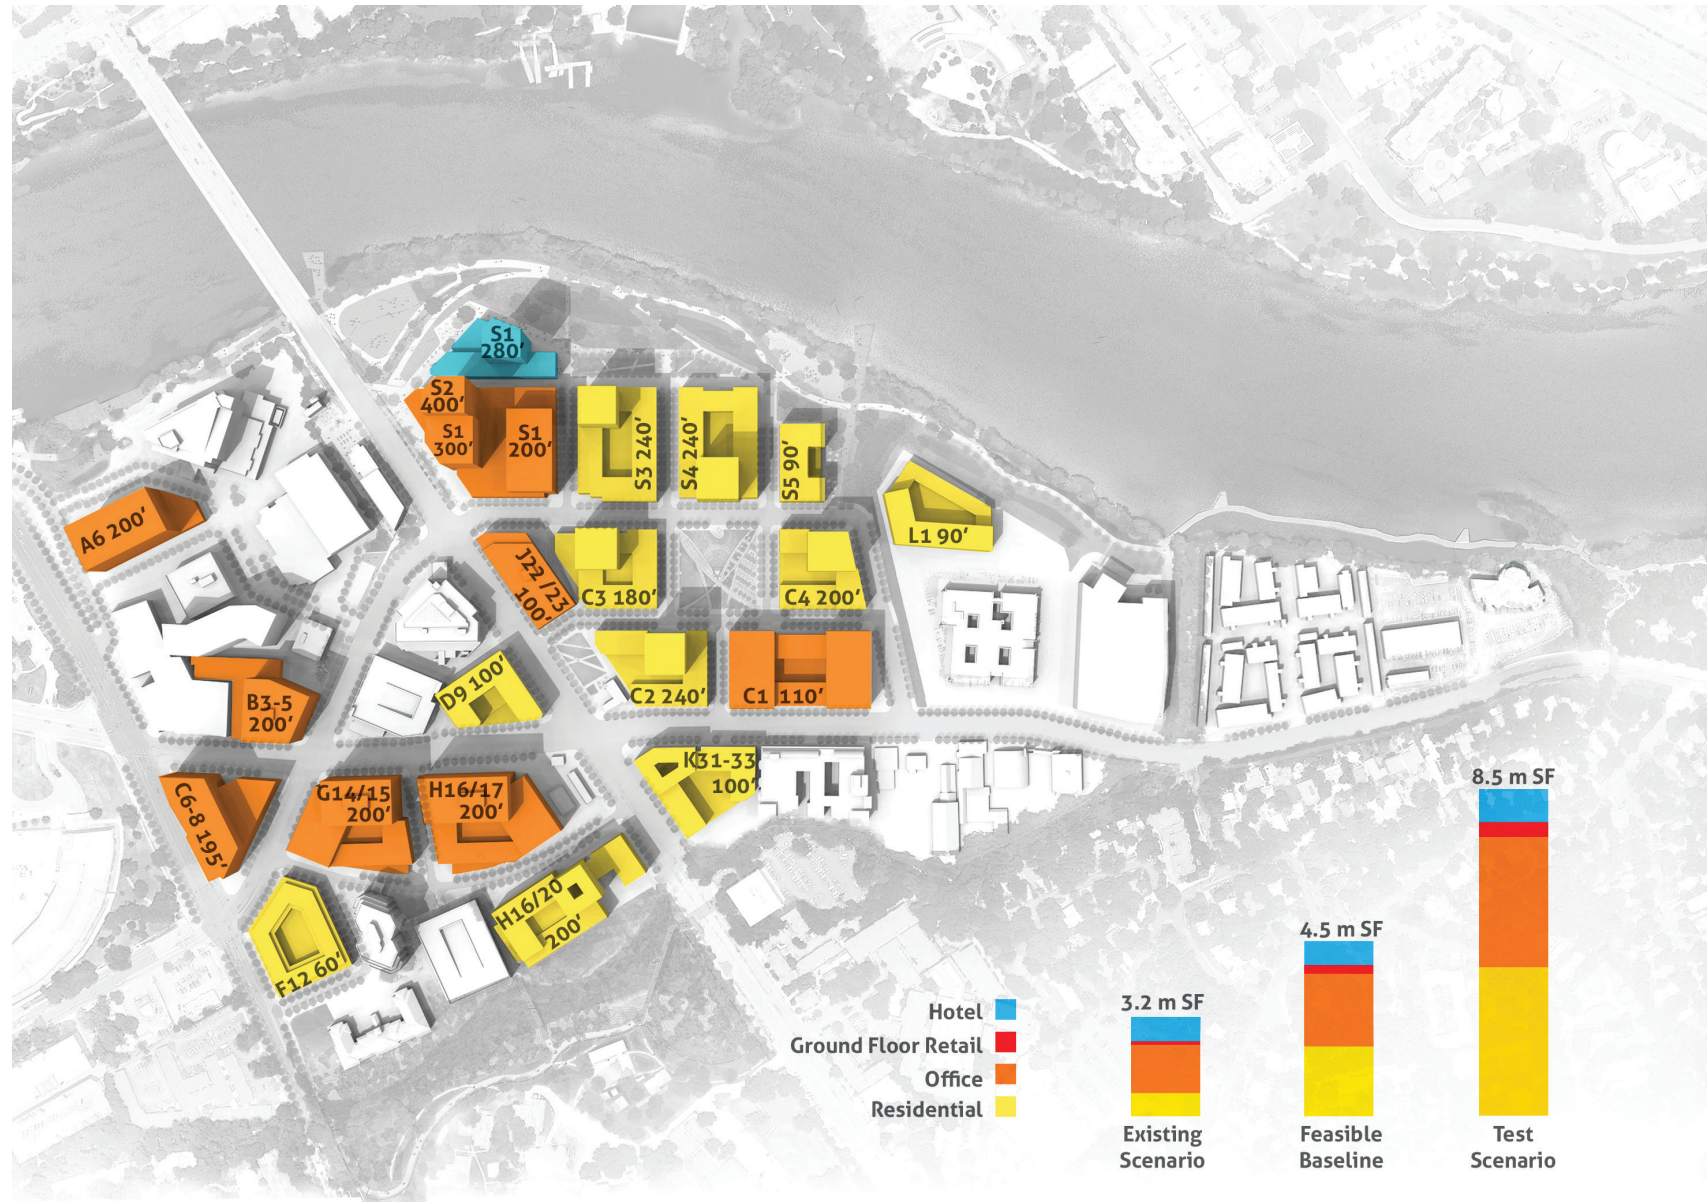 S1
280′
S2
400′
S1
300′
S1
200′
S3 240′
S4 240′
S5 90′
A6 200′
L1 90′
J22 /23
100′
C3 180′
C4 200′
C2 240′
C1 110′
D9 100′
B3-5
200′
K31-33
100′
C6-8 195′
G14/15
200′
H16/17
200′
H16/20
200′
F12 60′
Hotel
Ground Floor Retail
Office
Residential
3.2 m SF
Existing
Scenario
4.5 m SF
Feasible
Baseline
8.5 m SF
Test
Scenario